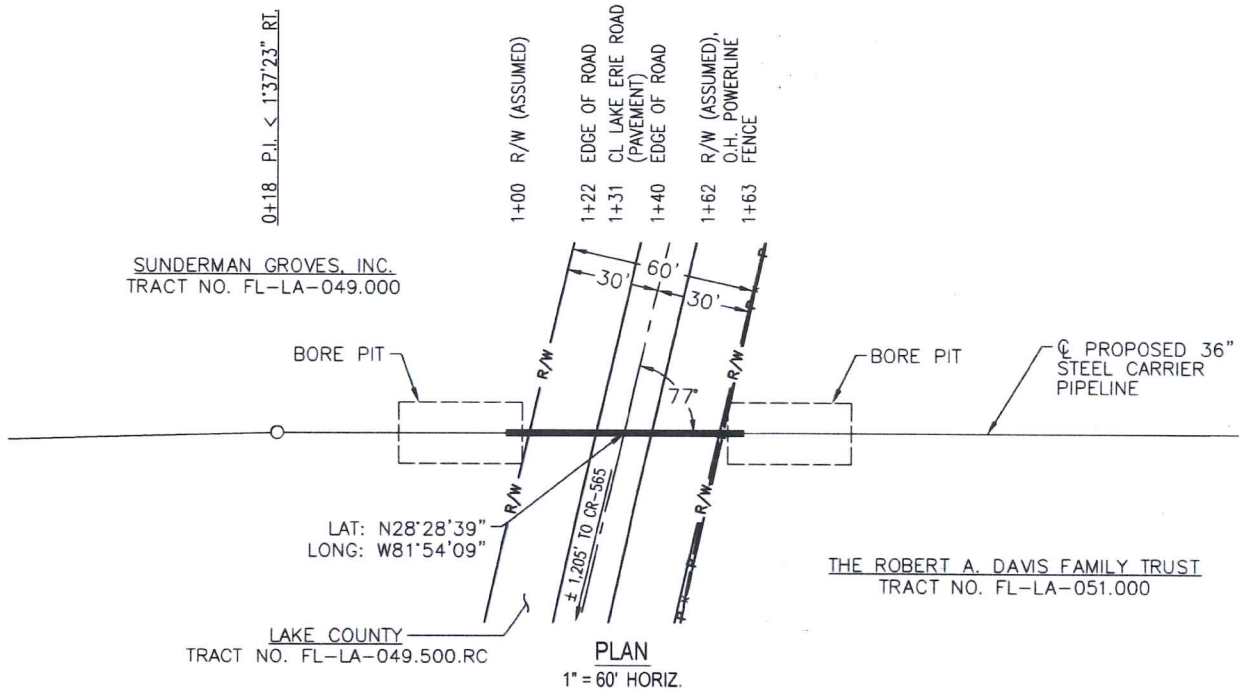 0+18 P.I. < 1°37'23" RT.
1+00 R/W (ASSUMED)
1+22 EDGE OF ROAD
1+31 CL LAKE ERIE ROAD
(PAVEMENT)
1+40 EDGE OF ROAD
1+62 R/W (ASSUMED),
O.H. POWERLINE
1+63 FENCE
SUNDERMAN GROVES, INC.
TRACT NO. FL-LA-049.000
60'
30'
30'
BORE PIT
R/W
R/W
77°
BORE PIT
℄ PROPOSED 36"
STEEL CARRIER
PIPELINE
R/W
R/W
LAT: N28°28'39"
LONG: W81°54'09"
± 1,205' TO CR-565
THE ROBERT A. DAVIS FAMILY TRUST
TRACT NO. FL-LA-051.000
LAKE COUNTY
TRACT NO. FL-LA-049.500.RC
PLAN
1" = 60' HORIZ.